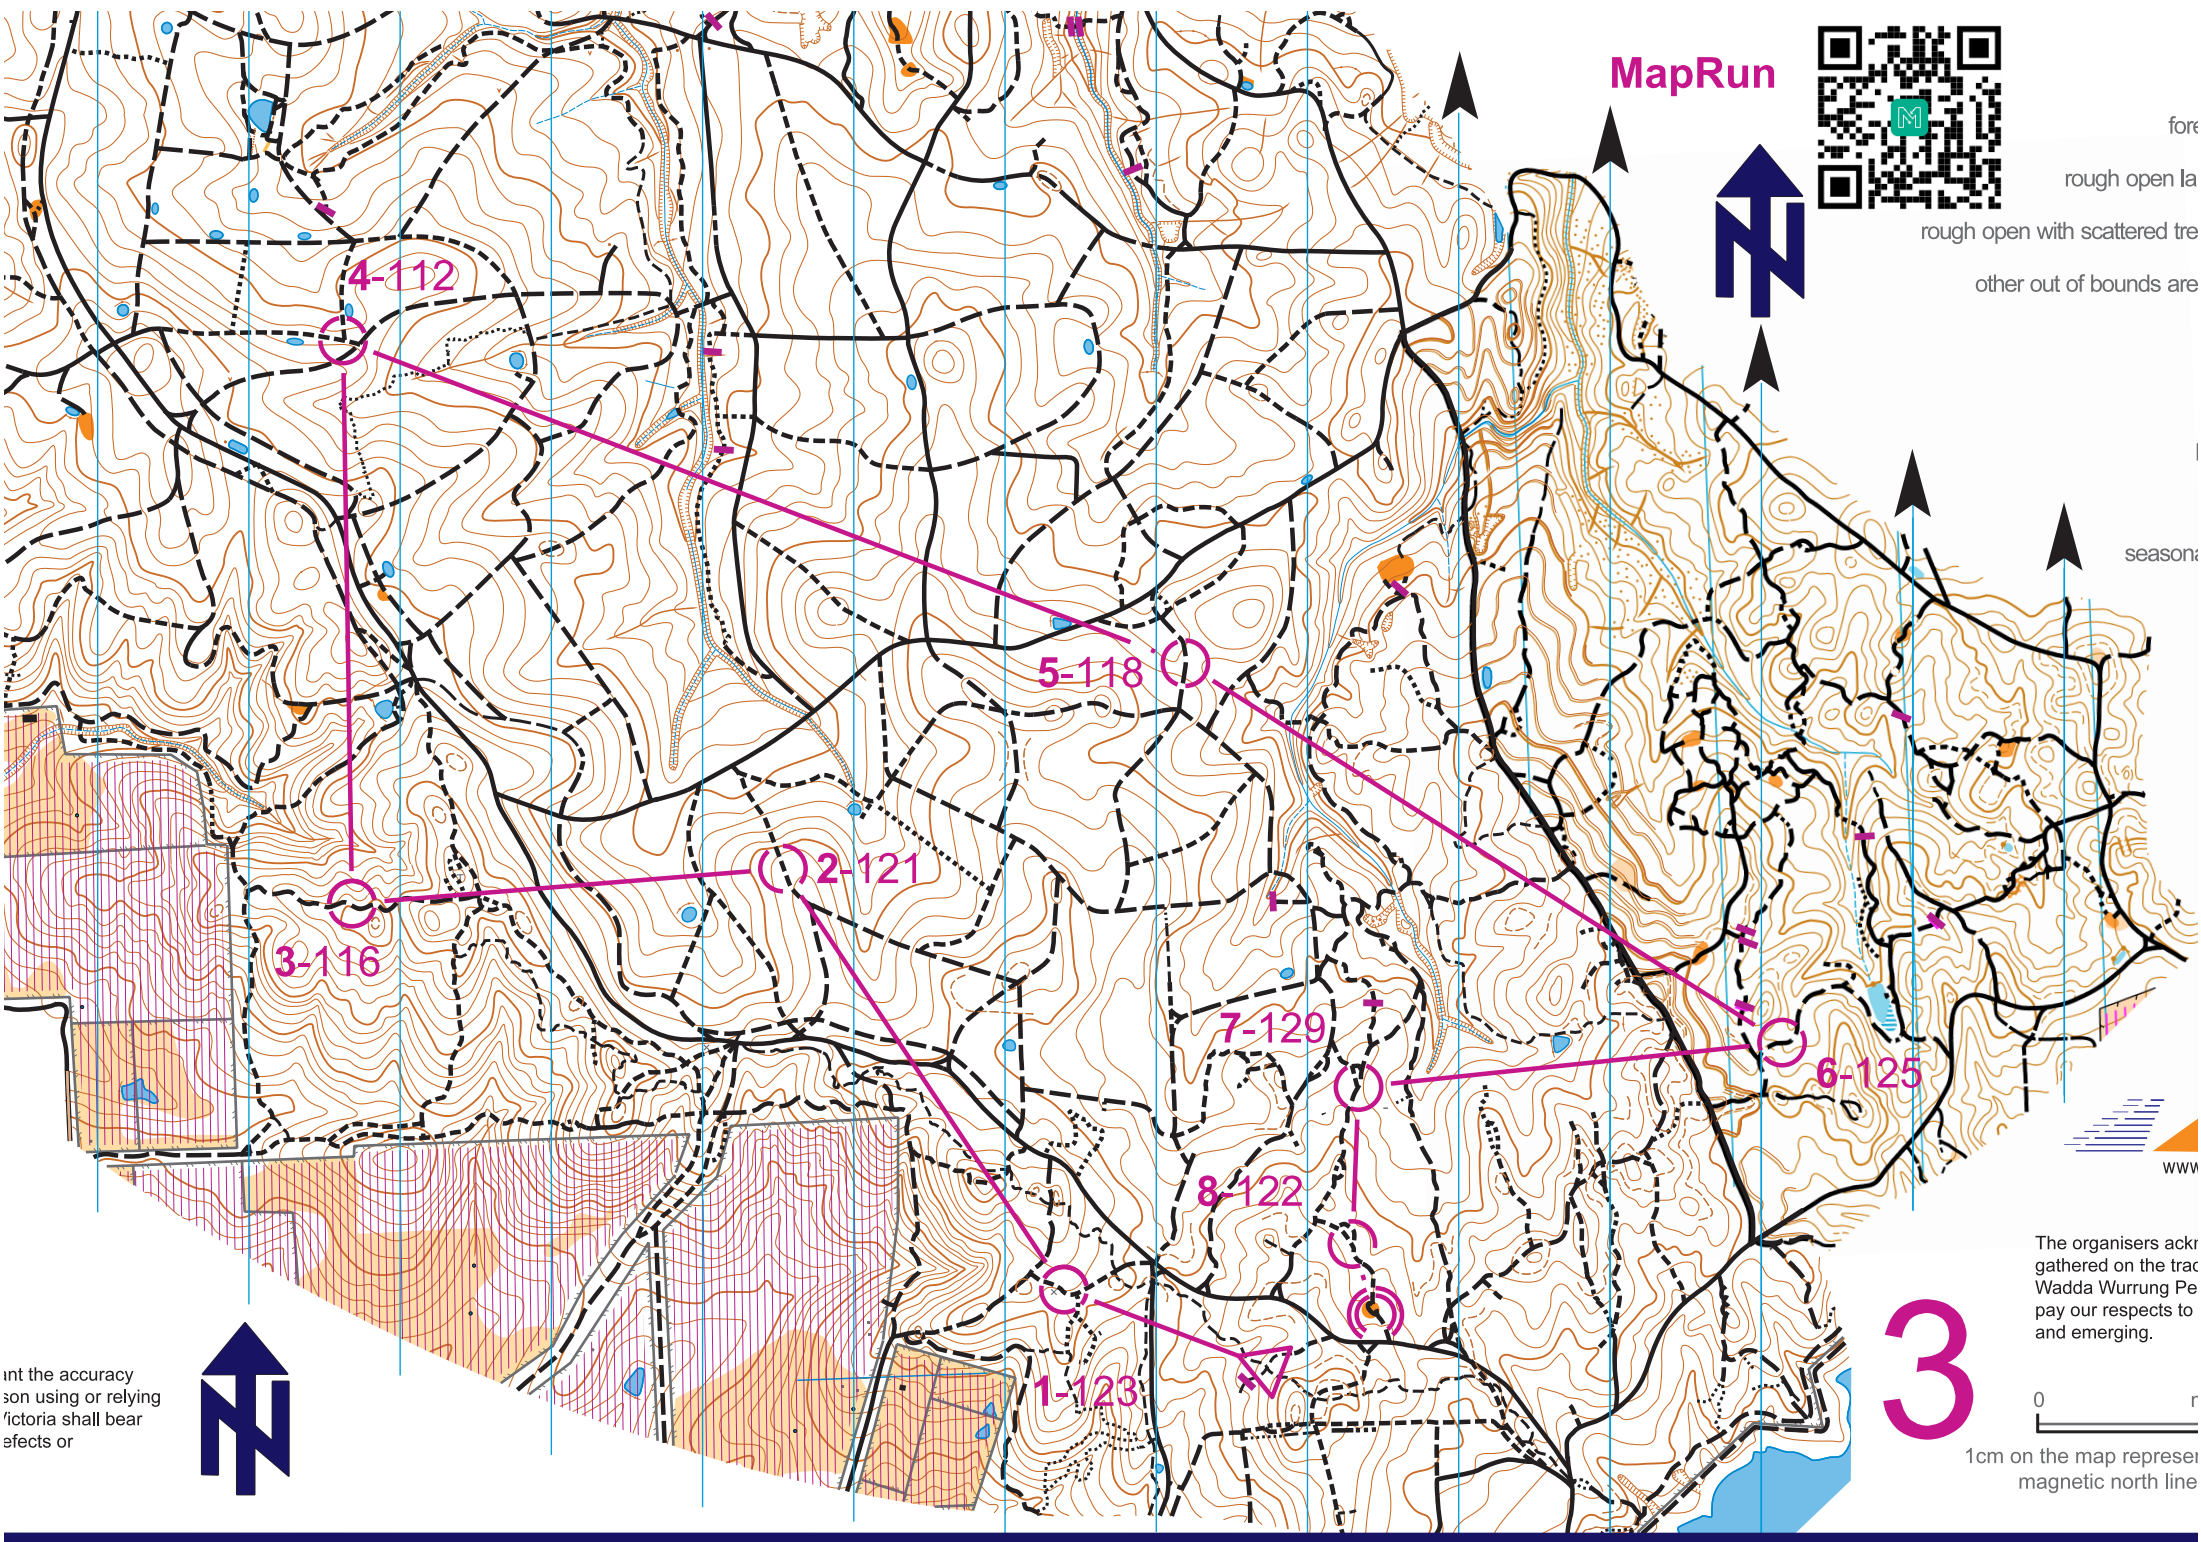 MapRun
fore
rough open la
rough open with scattered tre
other out of bounds are
seasona
4-112
5-118
2-121
3-116
7-129
6-125
8-122
1-123
www
The organisers ackn
gathered on the trad
Wadda Wurrung Pe
pay our respects to
and emerging.
3
0
1cm on the map represen
magnetic north line
ant the accuracy
son using or relying
Victoria shall bear
efects or